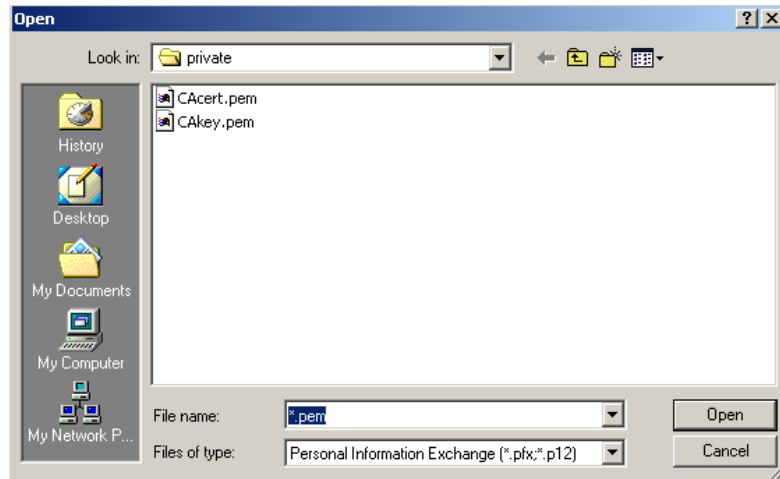 Open
Look in: private
CAcert.pem
CAkey.pem
History
Desktop
My Documents
My Computer
My Network P...
File name: *.pem Open
Files of type: Personal Information Exchange (*.pfx;*.p12) Cancel